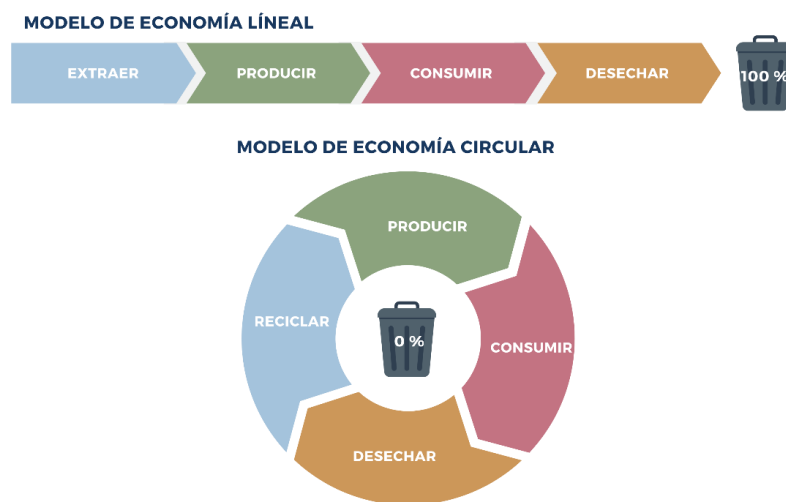 MODELO DE ECONOMÍA LÍNEAL
EXTRAER
PRODUCIR
CONSUMIR
DESECHAR
100 %
MODELO DE ECONOMÍA CIRCULAR
PRODUCIR
RECICLAR
0 %
CONSUMIR
DESECHAR